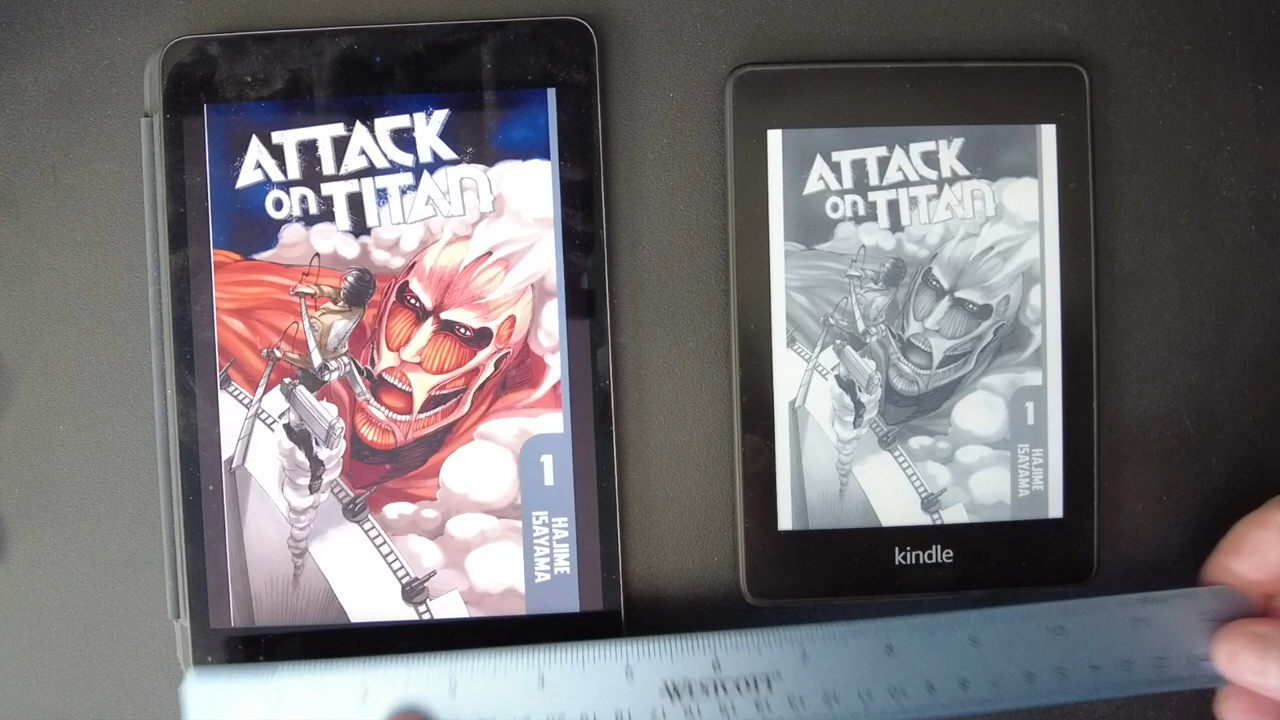 ATTACK
on TITAN
1
HAJIME
ISAYAMA
ATTACK
on TITAN
1
HAJIME
ISAYAMA
kindle
WESTCOTT